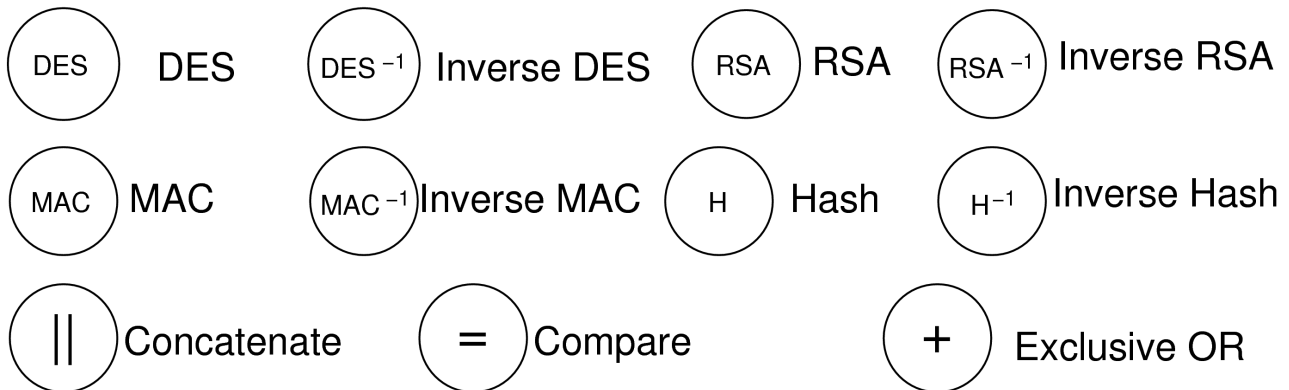 DES DES DES⁻¹ Inverse DES RSA RSA RSA⁻¹ Inverse RSA
MAC MAC MAC⁻¹ Inverse MAC H Hash H⁻¹ Inverse Hash
|| Concatenate = Compare + Exclusive OR